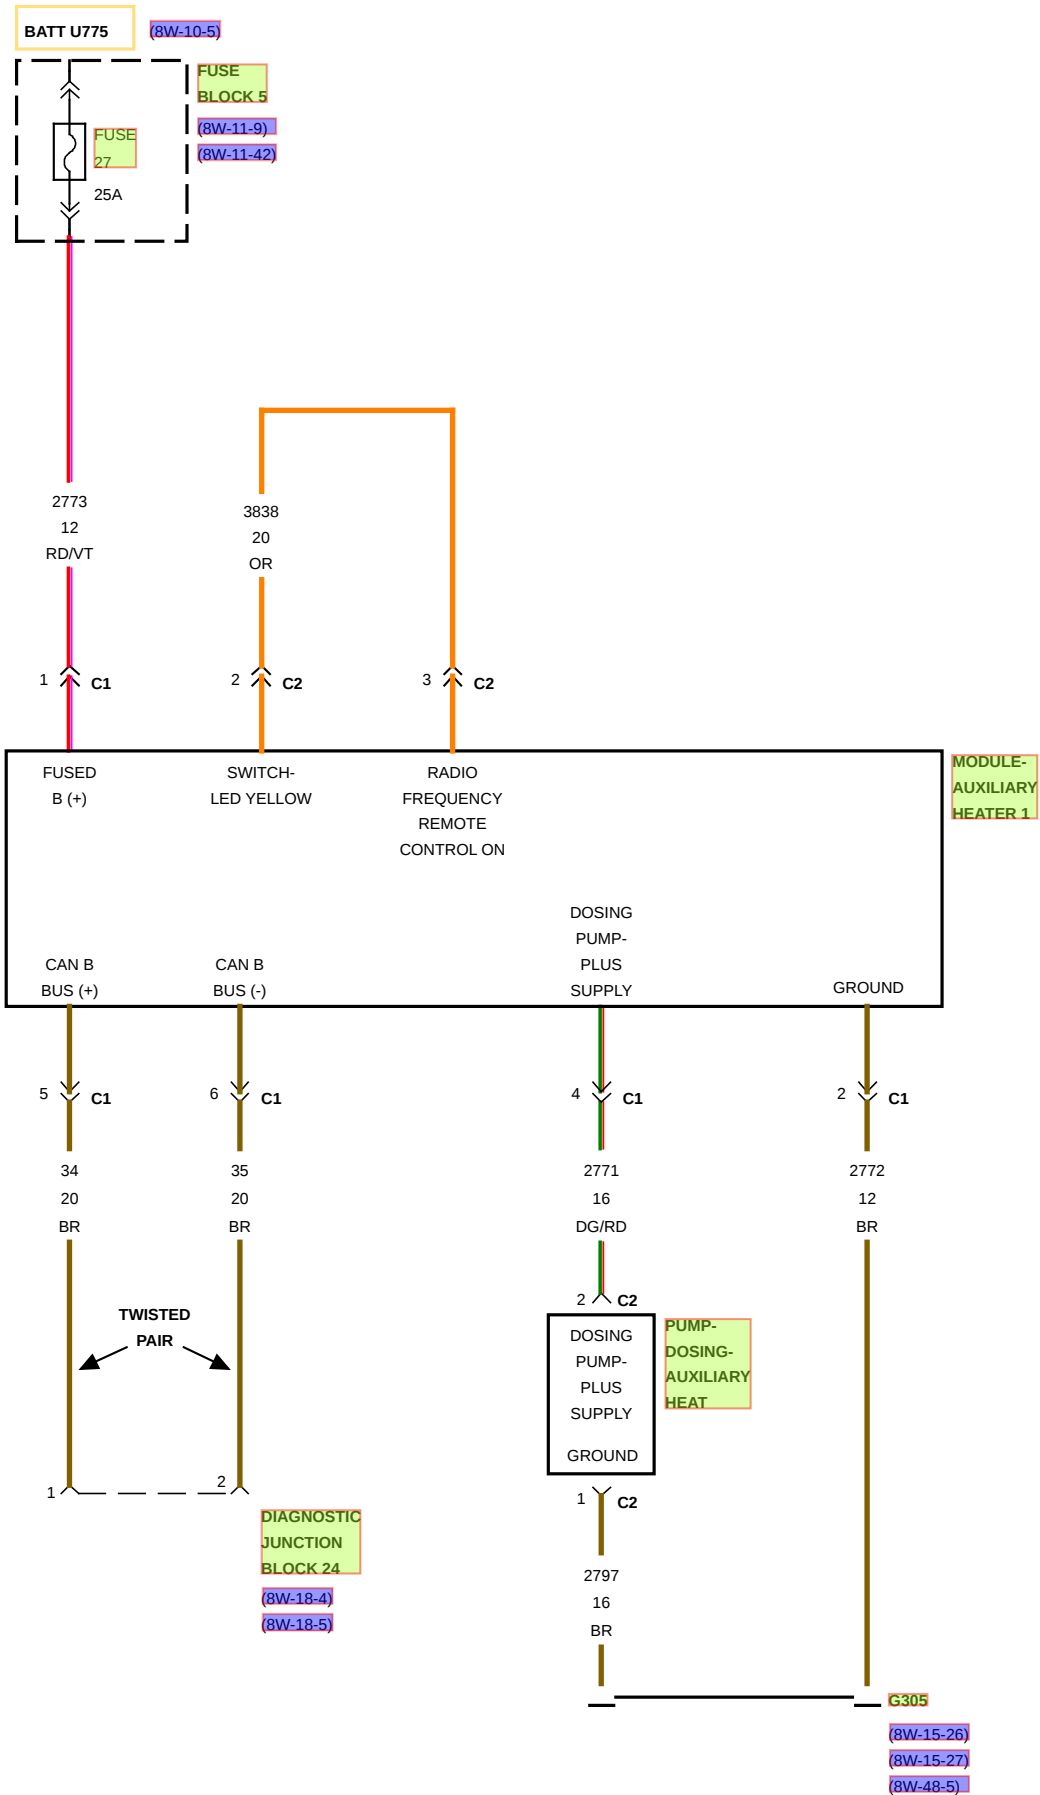 BATT U775
(8W-10-5)
FUSE
BLOCK 5
(8W-11-9)
(8W-11-42)
FUSE
27
25A
2773
12
RD/VT
3838
20
OR
1
C1
2
C2
3
C2
FUSED
B (+)
SWITCH-
LED YELLOW
RADIO
FREQUENCY
REMOTE
CONTROL ON
MODULE-
AUXILIARY
HEATER 1
CAN B
BUS (+)
CAN B
BUS (-)
DOSING
PUMP-
PLUS
SUPPLY
GROUND
5
C1
6
C1
4
C1
2
C1
34
20
BR
35
20
BR
2771
16
DG/RD
2772
12
BR
TWISTED
PAIR
2
C2
DOSING
PUMP-
PLUS
SUPPLY
GROUND
PUMP-
DOSING-
AUXILIARY
HEAT
1
2
DIAGNOSTIC
JUNCTION
BLOCK 24
(8W-18-4)
(8W-18-5)
1
C2
2797
16
BR
G305
(8W-15-26)
(8W-15-27)
(8W-48-5)